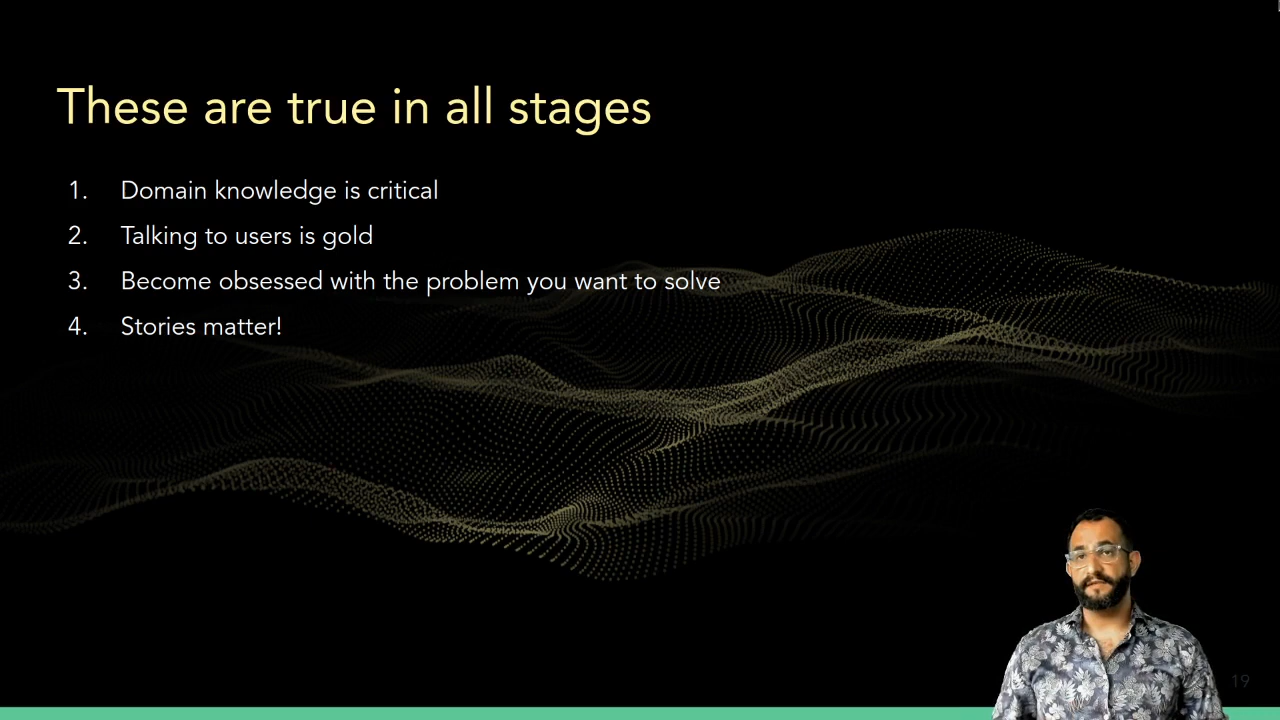 These are true in all stages
1. Domain knowledge is critical
2. Talking to users is gold
3. Become obsessed with the problem you want to solve
4. Stories matter!
19